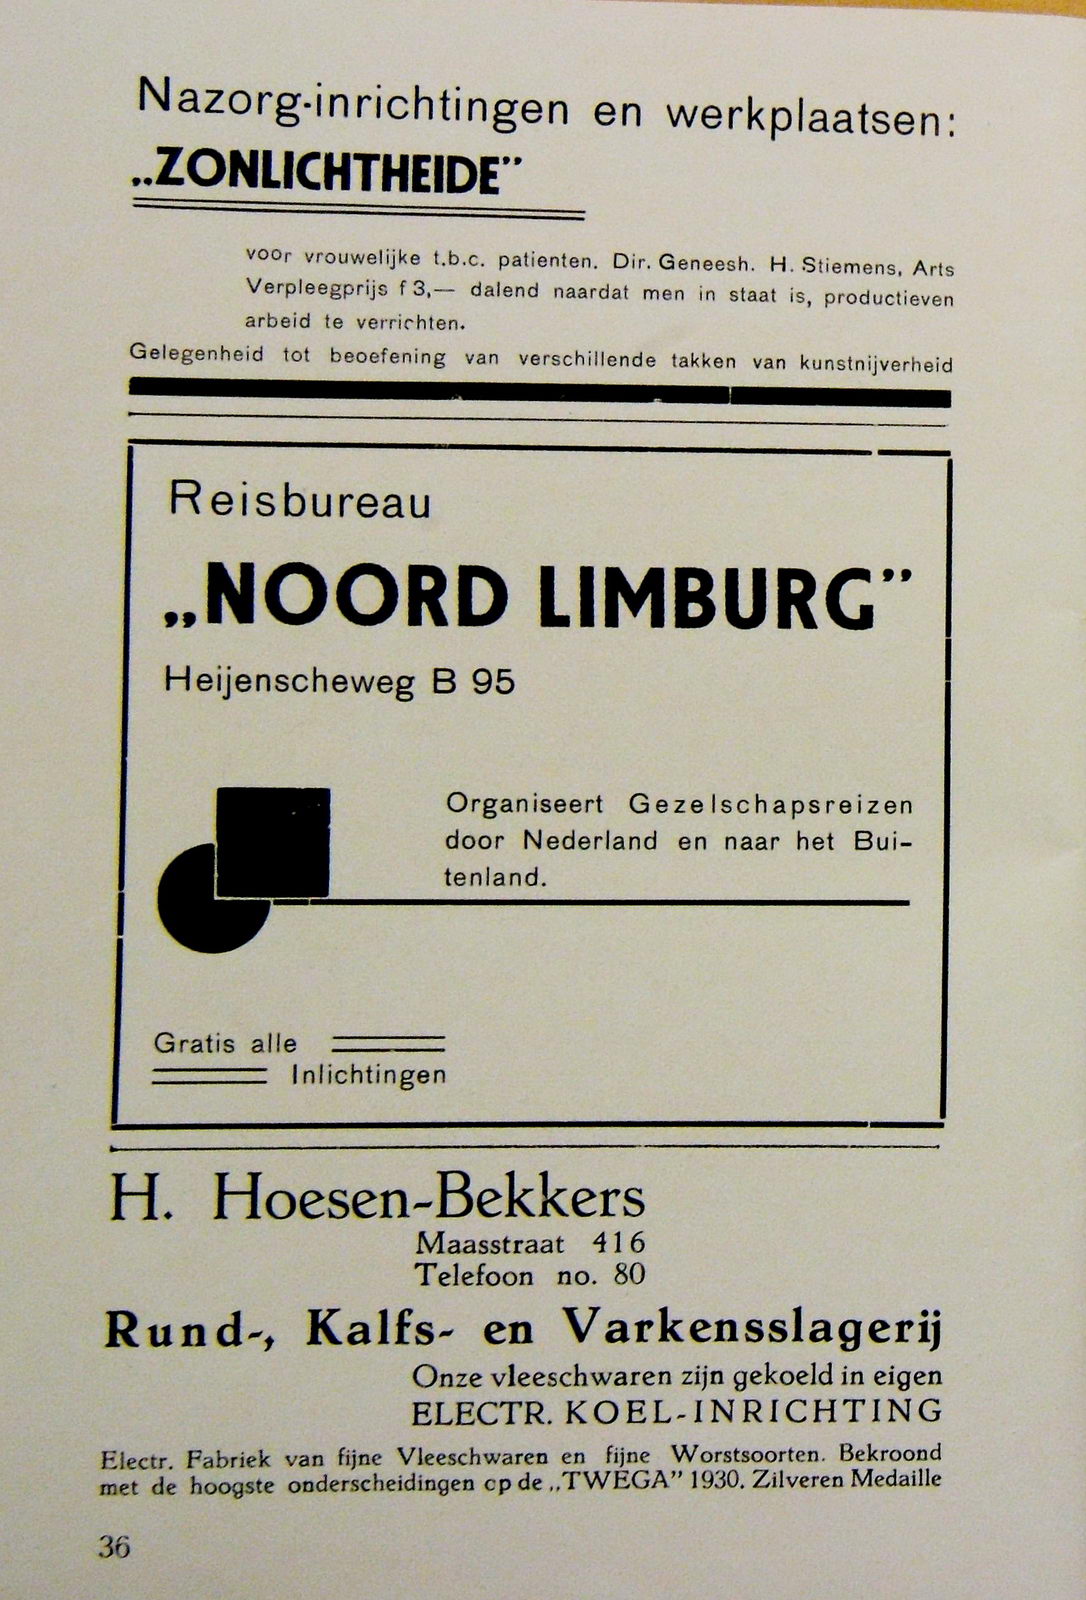 Nazorg-inrichtingen en werkplaatsen:
„ZONLICHTHEIDE”
voor vrouwelijke t.b.c. patienten. Dir. Geneesh. H. Stiemens, Arts
Verpleegprijs f 3,— dalend naardat men in staat is, productieven
arbeid te verrichten.
Gelegenheid tot beoefening van verschillende takken van kunstnijverheid
Reisbureau
„NOORD LIMBURG”
Heijenscheweg B 95
Organiseert Gezelschapsreizen
door Nederland en naar het Bui-
tenland.
Gratis alle
Inlichtingen
H. Hoesen-Bekkers
Maasstraat 416
Telefoon no. 80
Rund-, Kalfs- en Varkensslagerij
Onze vleeschwaren zijn gekoeld in eigen
ELECTR. KOEL-INRICHTING
Electr. Fabriek van fijne Vleeschwaren en fijne Worstsoorten. Bekroond
met de hoogste onderscheidingen cp de „TWEGA” 1930. Zilveren Medaille
36